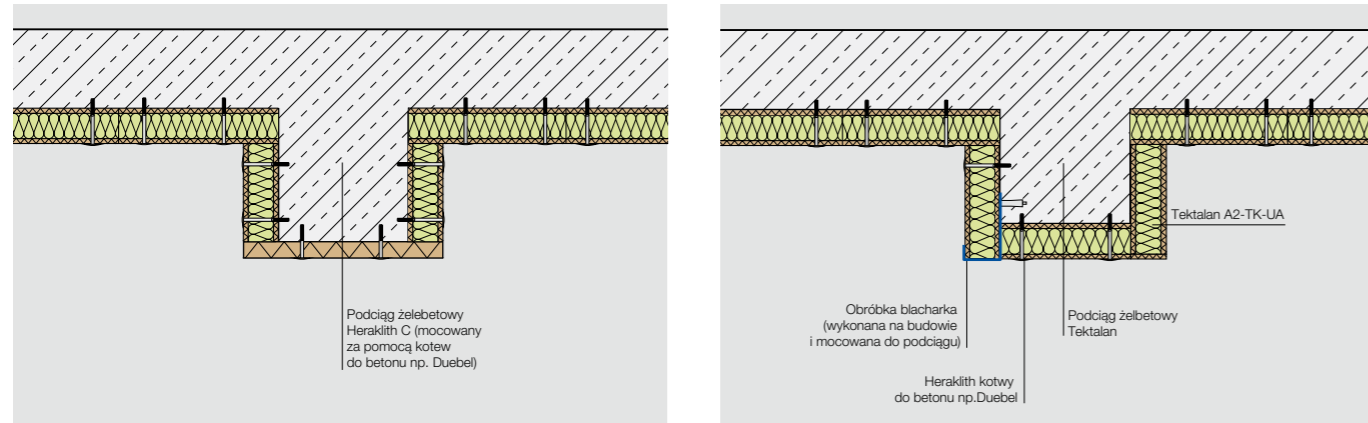 Podciąg żelebetowy
Heraklith C (mocowany
za pomocą kotew
do betonu np. Duebel)
Tektalan A2-TK-UA
Obróbka blacharka
(wykonana na budowie
i mocowana do podciągu)
Podciąg żelbetowy
Tektalan
Heraklith kotwy
do betonu np.Duebel